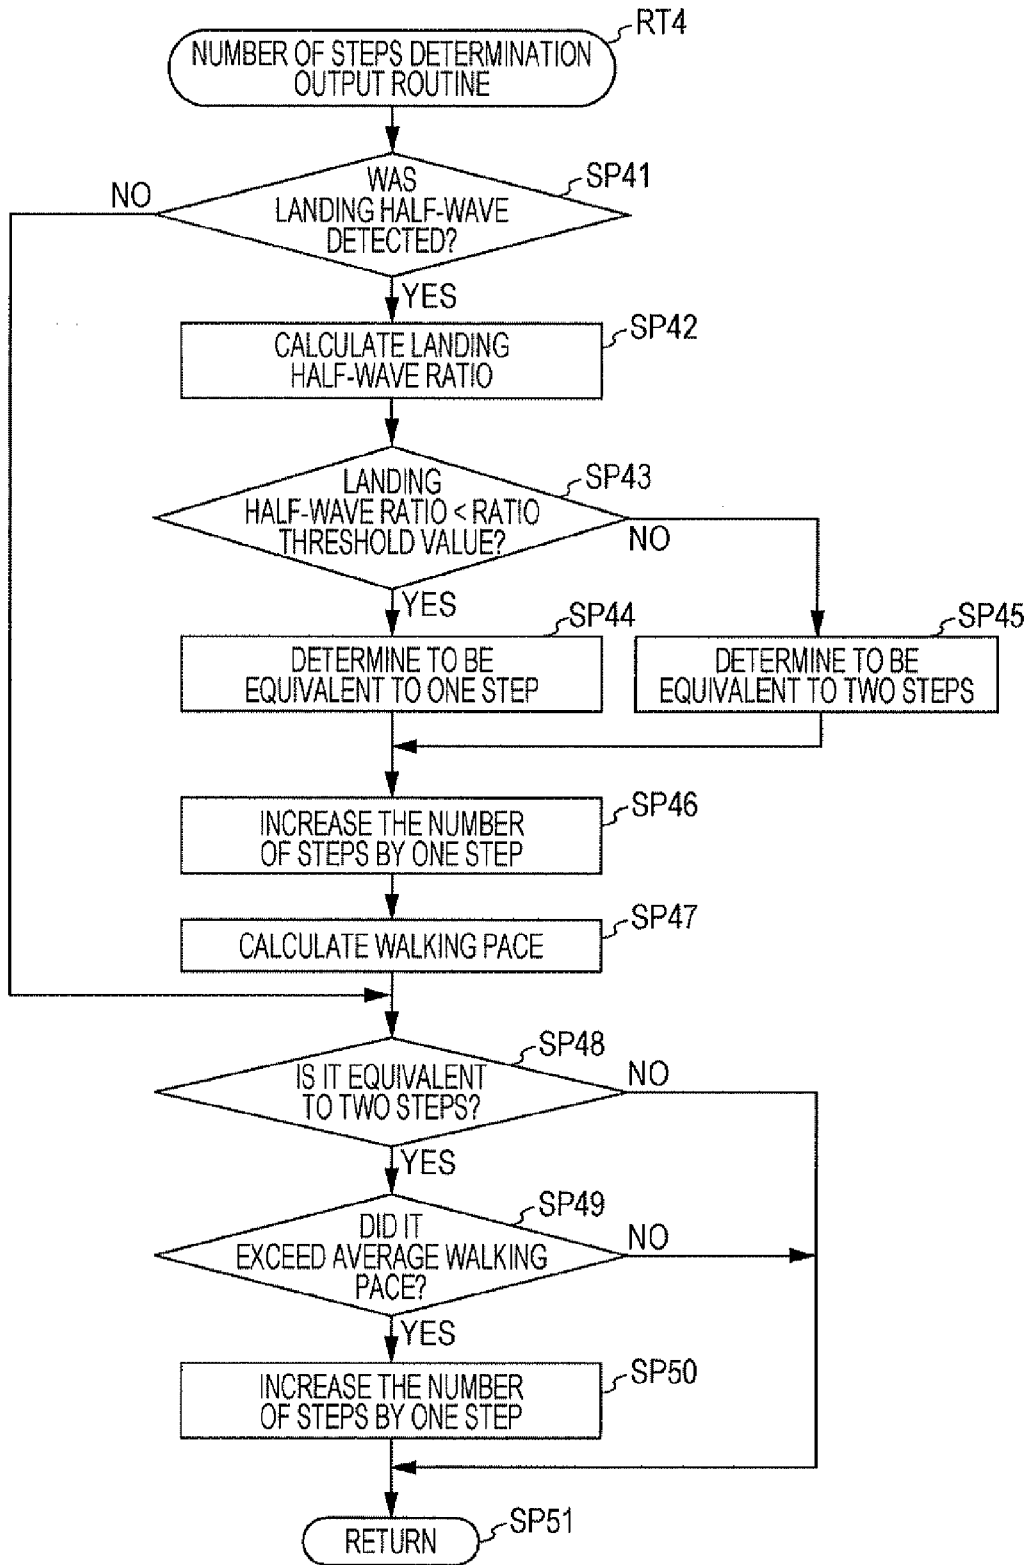 RT4
NUMBER OF STEPS DETERMINATION
OUTPUT ROUTINE
SP41
WAS
LANDING HALF-WAVE
DETECTED?
NO
YES
SP42
CALCULATE LANDING
HALF-WAVE RATIO
SP43
LANDING
HALF-WAVE RATIO < RATIO
THRESHOLD VALUE?
NO
YES
SP44
DETERMINE TO BE
EQUIVALENT TO ONE STEP
SP45
DETERMINE TO BE
EQUIVALENT TO TWO STEPS
SP46
INCREASE THE NUMBER
OF STEPS BY ONE STEP
SP47
CALCULATE WALKING PACE
SP48
IS IT EQUIVALENT
TO TWO STEPS?
NO
YES
SP49
DID IT
EXCEED AVERAGE WALKING
PACE?
NO
YES
SP50
INCREASE THE NUMBER
OF STEPS BY ONE STEP
RETURN
SP51